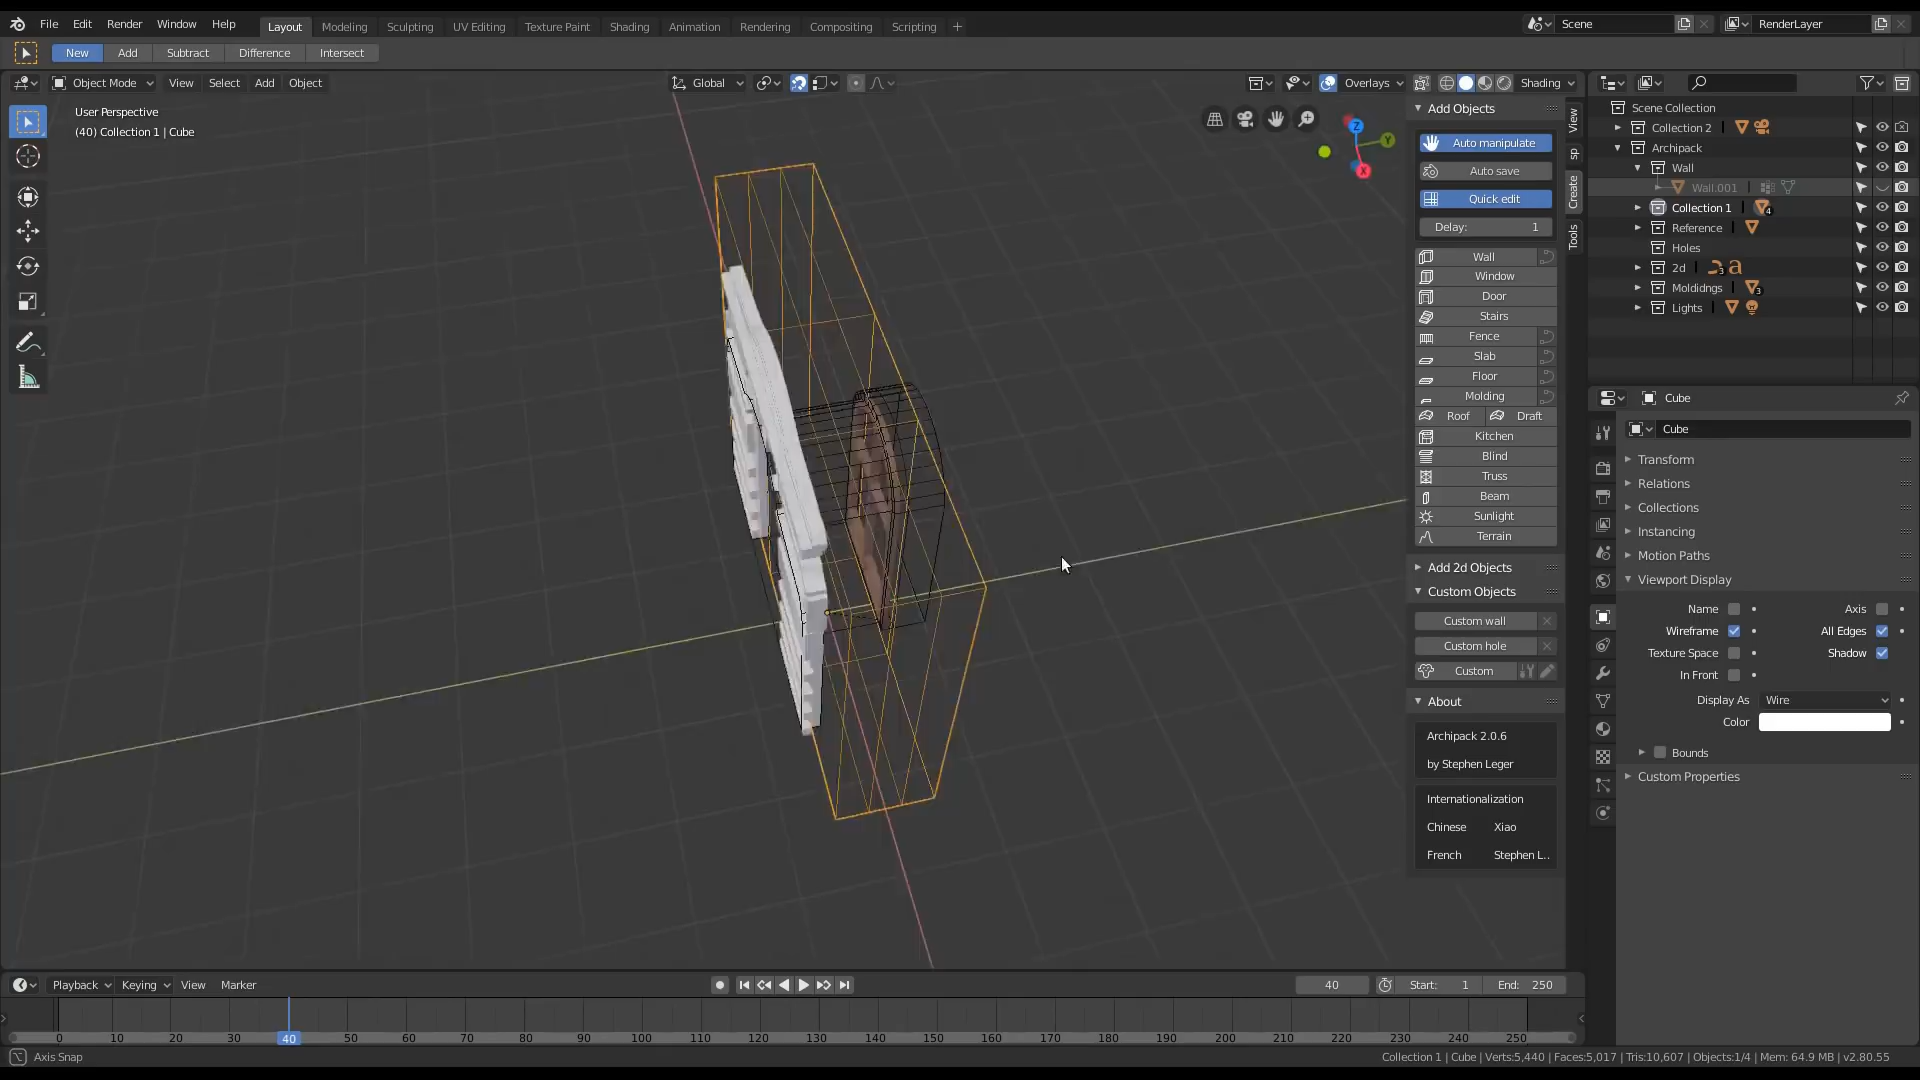 File Edit Render Window Help Layout Modeling Sculpting UV Editing Texture Paint Shading Animation Rendering Compositing Scripting + Scene RenderLayer
New Add Subtract Difference Intersect
Object Mode View Select Add Object Global Overlays Shading
User Perspective
(40) Collection 1 | Cube
Z
Y
X
Add Objects
Auto manipulate
Auto save
Quick edit
Delay: 1
Wall
Window
Door
Stairs
Fence
Slab
Floor
Molding
Roof Draft
Kitchen
Blind
Truss
Beam
Sunlight
Terrain
Add 2d Objects
Custom Objects
Custom wall
Custom hole
Custom
About
Archipack 2.0.6
by Stephen Leger
Internationalization
Chinese Xiao
French Stephen L..
View
sp
Create
Tools
Scene Collection
Collection 2
Archipack
Wall
Wall.001
Collection 1 4
Reference
Holes
2d 3
Moldidngs 3
Lights
Cube
Cube
Transform
Relations
Collections
Instancing
Motion Paths
Viewport Display
Name Axis
Wireframe All Edges
Texture Space Shadow
In Front
Display As Wire
Color
Bounds
Custom Properties
Playback Keying View Marker 40 Start: 1 End: 250
0 10 20 30 40 50 60 70 80 90 100 110 120 130 140 150 160 170 180 190 200 210 220 230 240 250
Axis Snap
Collection 1 | Cube | Verts:5,440 | Faces:5,017 | Tris:10,607 | Objects:1/4 | Mem: 64.9 MB | v2.80.55